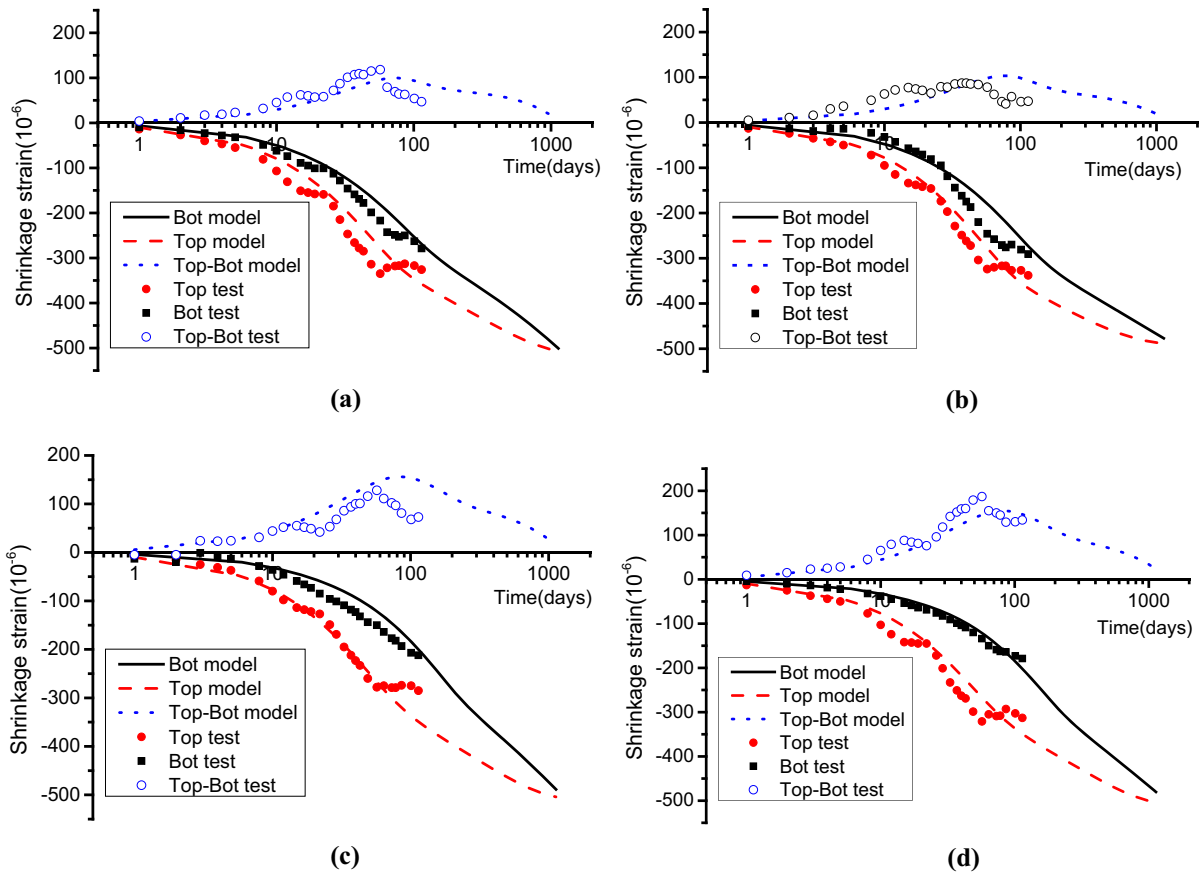 200
100
0
-100
-200
-300
-400
-500
Shrinkage strain(10⁻⁶)
1
10
100
1000
Time(days)
Bot model
Top model
Top-Bot model
Top test
Bot test
Top-Bot test
(a)
200
100
0
-100
-200
-300
-400
-500
Shrinkage strain(10⁻⁶)
1
10
100
1000
Time(days)
Bot model
Top model
Top-Bot model
Top test
Bot test
Top-Bot test
(b)
200
100
0
-100
-200
-300
-400
-500
Shrinkage strain(10⁻⁶)
1
10
100
1000
Time(days)
Bot model
Top model
Top-Bot model
Top test
Bot test
Top-Bot test
(c)
200
100
0
-100
-200
-300
-400
-500
Shrinkage strain(10⁻⁶)
1
10
100
1000
Time(days)
Bot model
Top model
Top-Bot model
Top test
Bot test
Top-Bot test
(d)